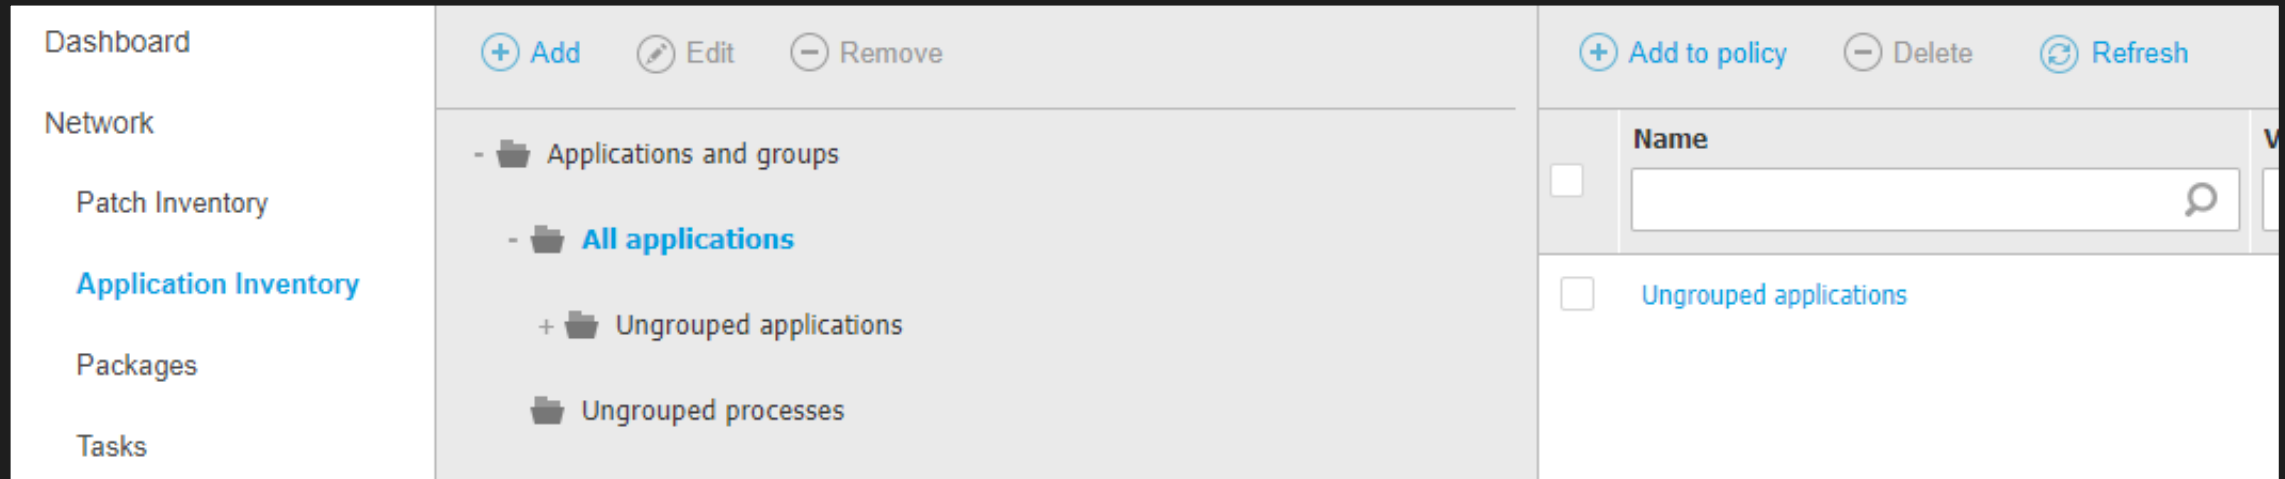 Dashboard
Network
Patch Inventory
Application Inventory
Packages
Tasks
Add Edit Remove
- Applications and groups
- All applications
+ Ungrouped applications
Ungrouped processes
Add to policy Delete Refresh
Name
Ungrouped applications